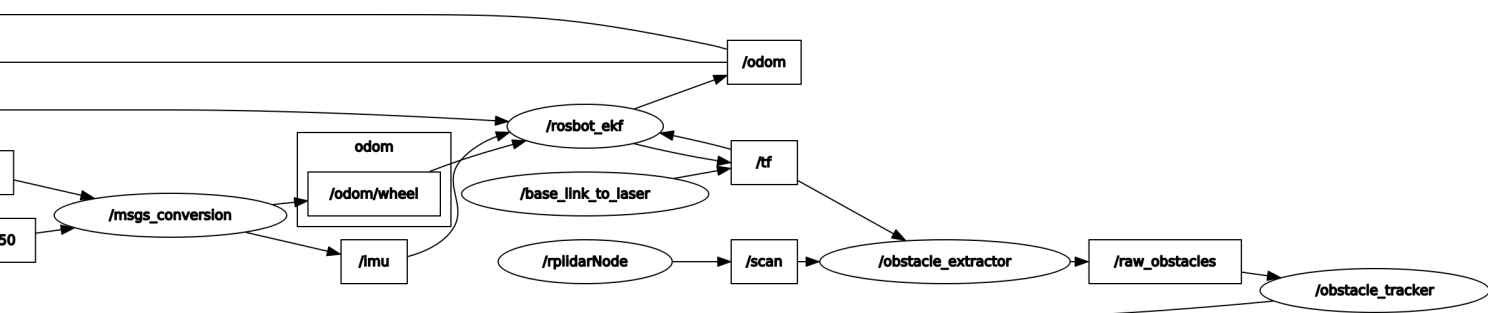 /odom
/rosbot_ekf
odom
/tf
/odom/wheel
/base_link_to_laser
/msgs_conversion
50
/imu
/rplidarNode
/scan
/obstacle_extractor
/raw_obstacles
/obstacle_tracker